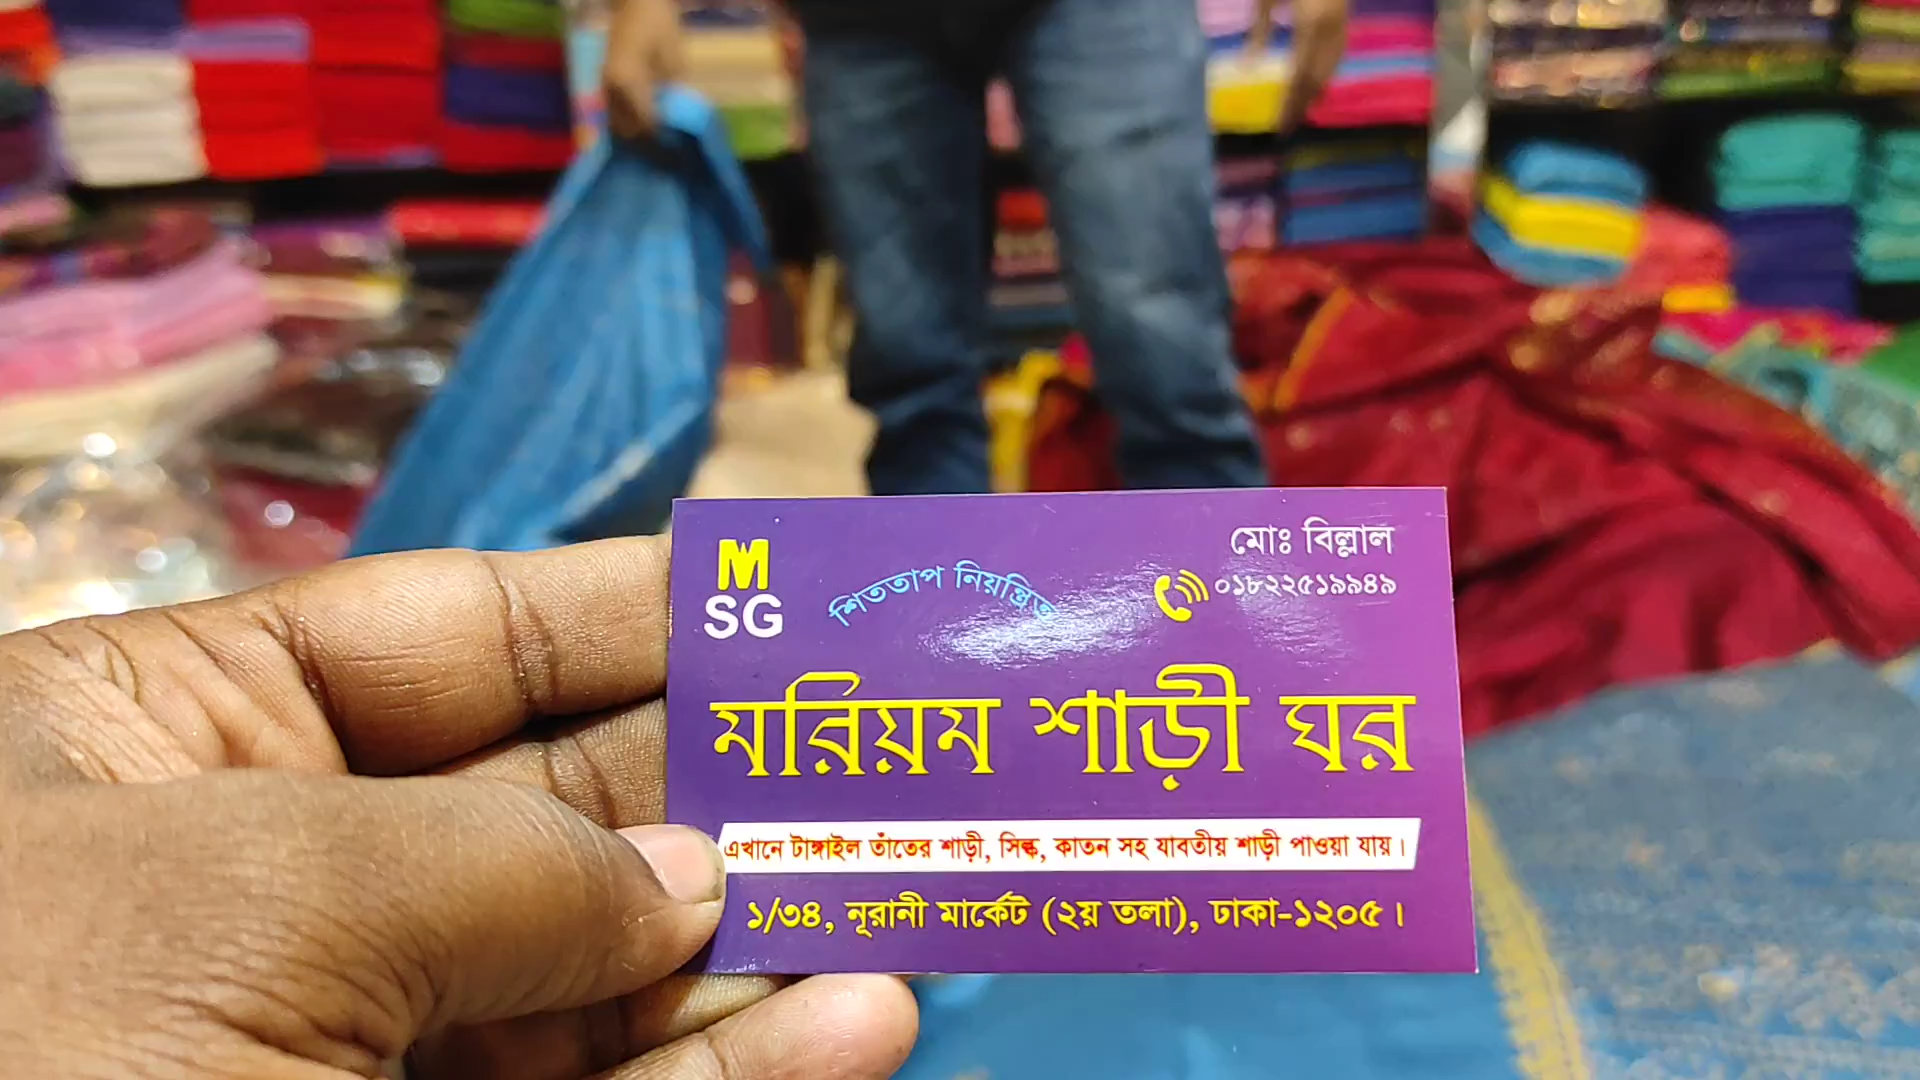 M
SG
শিততাপ নিয়ন্ত্রিত
মোঃ বিল্লাল
০১৮২২৫১৯৯৪৯
মরিয়ম শাড়ী ঘর
এখানে টাঙ্গাইল তাঁতের শাড়ী, সিল্ক, কাতন সহ যাবতীয় শাড়ী পাওয়া যায়।
১/৩৪, নূরানী মার্কেট (২য় তলা), ঢাকা-১২০৫।